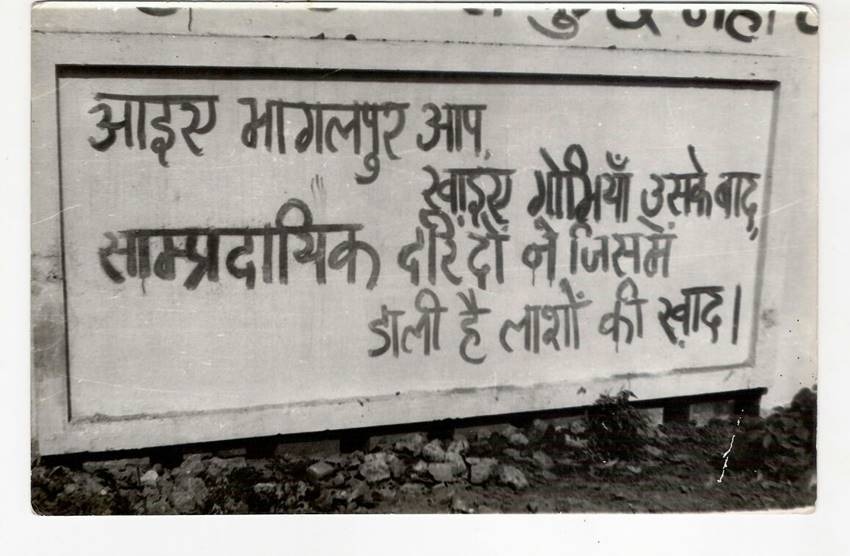 आइए भागलपुर आप,
खाइए गोभियाँ उसके बाद,
साम्प्रदायिक दरिंदों ने जिसमें
डाली है लाशों की ख़ाद।